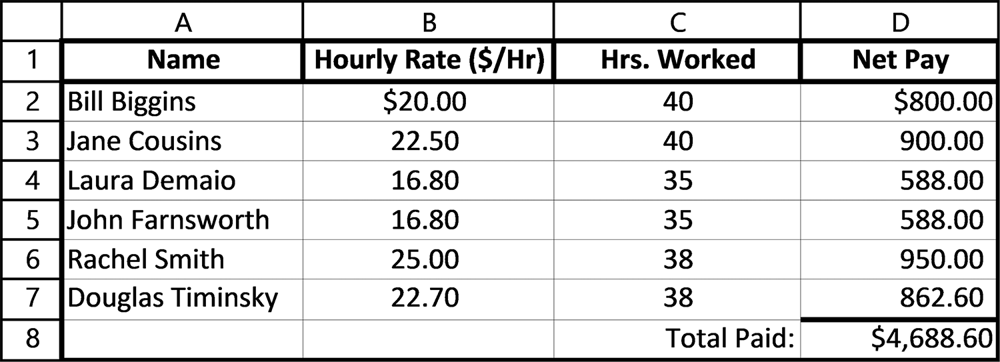 A B C D
1 Name Hourly Rate ($/Hr) Hrs. Worked Net Pay
2 Bill Biggins $20.00 40 $800.00
3 Jane Cousins 22.50 40 900.00
4 Laura Demaio 16.80 35 588.00
5 John Farnsworth 16.80 35 588.00
6 Rachel Smith 25.00 38 950.00
7 Douglas Timinsky 22.70 38 862.60
8 Total Paid: $4,688.60